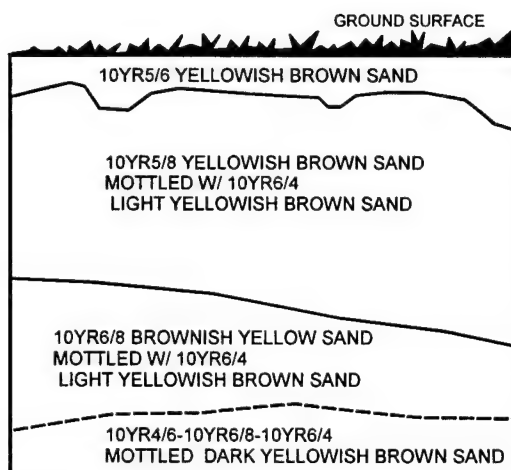 GROUND SURFACE
10YR5/6 YELLOWISH BROWN SAND
10YR5/8 YELLOWISH BROWN SAND
MOTTLED W/ 10YR6/4
LIGHT YELLOWISH BROWN SAND
10YR6/8 BROWNISH YELLOW SAND
MOTTLED W/ 10YR6/4
LIGHT YELLOWISH BROWN SAND
10YR4/6-10YR6/8-10YR6/4
MOTTLED DARK YELLOWISH BROWN SAND